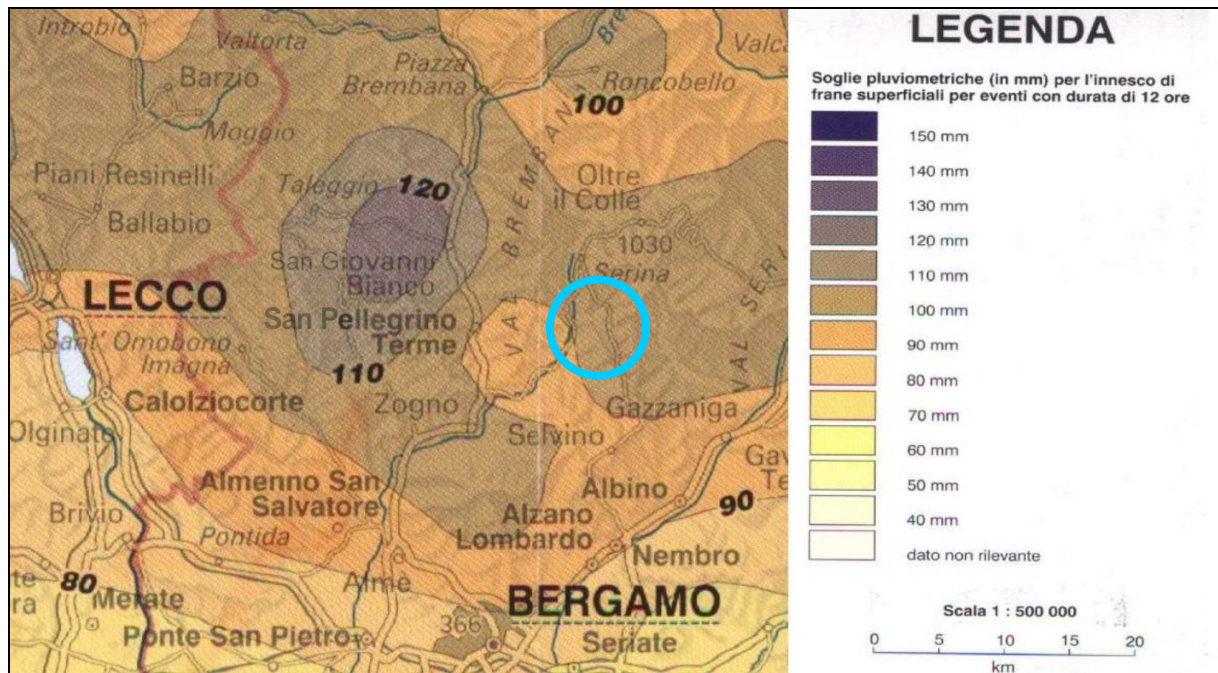 Introbio
Valtorta
Barzio
Moggio
Piani Resinelli
Ballabio
Piazza
Brembana
Roncobello
100
Oltre
il Colle
1030
Serina
Taleggio
120
San Giovanni
Bianco
VAL BREMBANA
VAL SERI
LECCO
San Pellegrino
Terme
110
Sant' Omobono
Imagna
Calolziocorte
Zogno
Gazzaniga
Selvino
Olginate
Almenno San
Salvatore
Albino
90
Brivio
Pontida
Alzano
Lombardo
Nembro
80
Merate
Almè
BERGAMO
366
Ponte San Pietro
Seriate
LEGENDA
Soglie pluviometriche (in mm) per l'innesco di
frane superficiali per eventi con durata di 12 ore
150 mm
140 mm
130 mm
120 mm
110 mm
100 mm
90 mm
80 mm
70 mm
60 mm
50 mm
40 mm
dato non rilevante
Scala 1 : 500 000
0 5 10 15 20
km